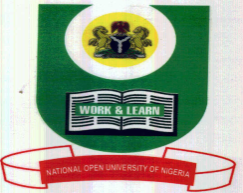 WORK & LEARN
NATIONAL OPEN UNIVERSITY OF NIGERIA